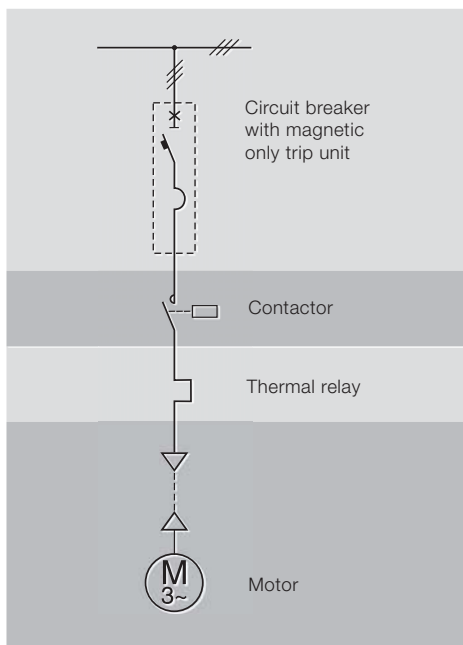 Circuit breaker
with magnetic
only trip unit
Contactor
Thermal relay
M
3~
Motor